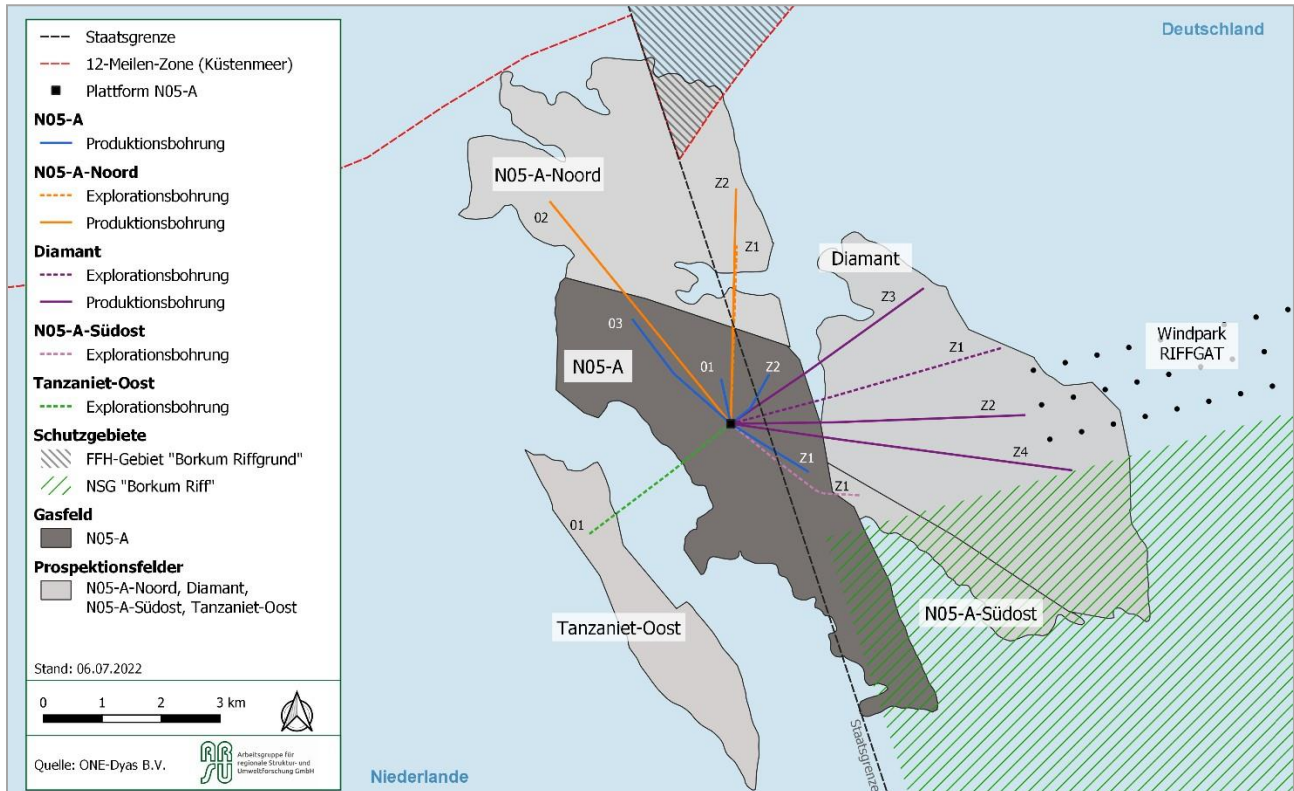 Staatsgrenze
12-Meilen-Zone (Küstenmeer)
Plattform N05-A
N05-A
Produktionsbohrung
N05-A-Noord
Explorationsbohrung
Produktionsbohrung
Diamant
Explorationsbohrung
Produktionsbohrung
N05-A-Südost
Explorationsbohrung
Tanzaniet-Oost
Explorationsbohrung
Schutzgebiete
FFH-Gebiet "Borkum Riffgrund"
NSG "Borkum Riff"
Gasfeld
N05-A
Prospektionsfelder
N05-A-Noord, Diamant,
N05-A-Südost, Tanzaniet-Oost
Stand: 06.07.2022
0 1 2 3 km
Quelle: ONE-Dyas B.V.
ARSU
Arbeitsgruppe für
regionale Struktur- und
Umweltforschung GmbH
Deutschland
N05-A-Noord
Z2
02
Z1
Diamant
Z3
03
N05-A
01
Z2
Z1
Windpark
RIFFGAT
Z2
Z4
Z1
Z1
01
N05-A-Südost
Tanzaniet-Oost
Staatsgrenze
Niederlande